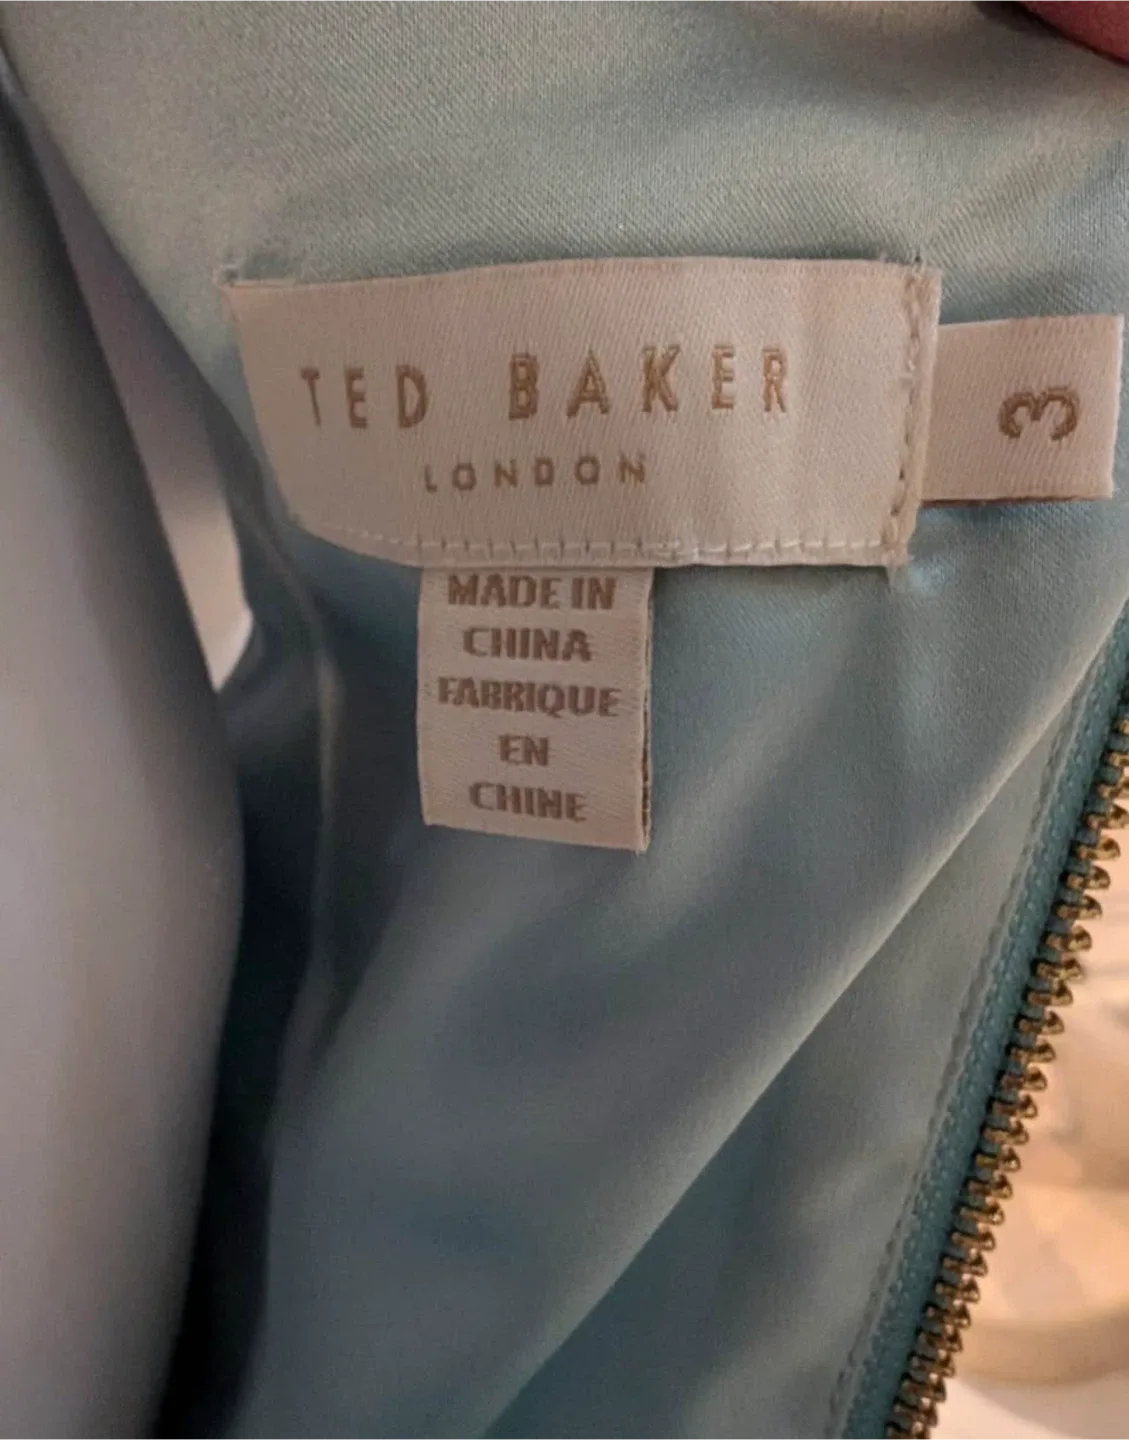 TED BAKER
LONDON
3
MADE IN
CHINA
FABRIQUE
EN
CHINE